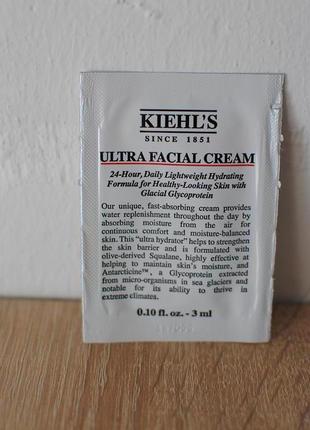 KIEHL'S
SINCE 1851
ULTRA FACIAL CREAM
24-Hour, Daily Lightweight Hydrating
Formula for Healthy-Looking Skin with
Glacial Glycoprotein
Our unique, fast-absorbing cream provides
water replenishment throughout the day by
absorbing moisture from the air for
continuous comfort and moisture-balanced
skin. This "ultra hydrator" helps to strengthen
the skin barrier and is formulated with
olive-derived Squalane, highly effective at
helping to maintain skin's moisture, and
Antarcticine™, a Glycoprotein extracted
from micro-organisms in sea glaciers and
notable for its ability to thrive in
extreme climates.
0.10 fl. oz. - 3 ml